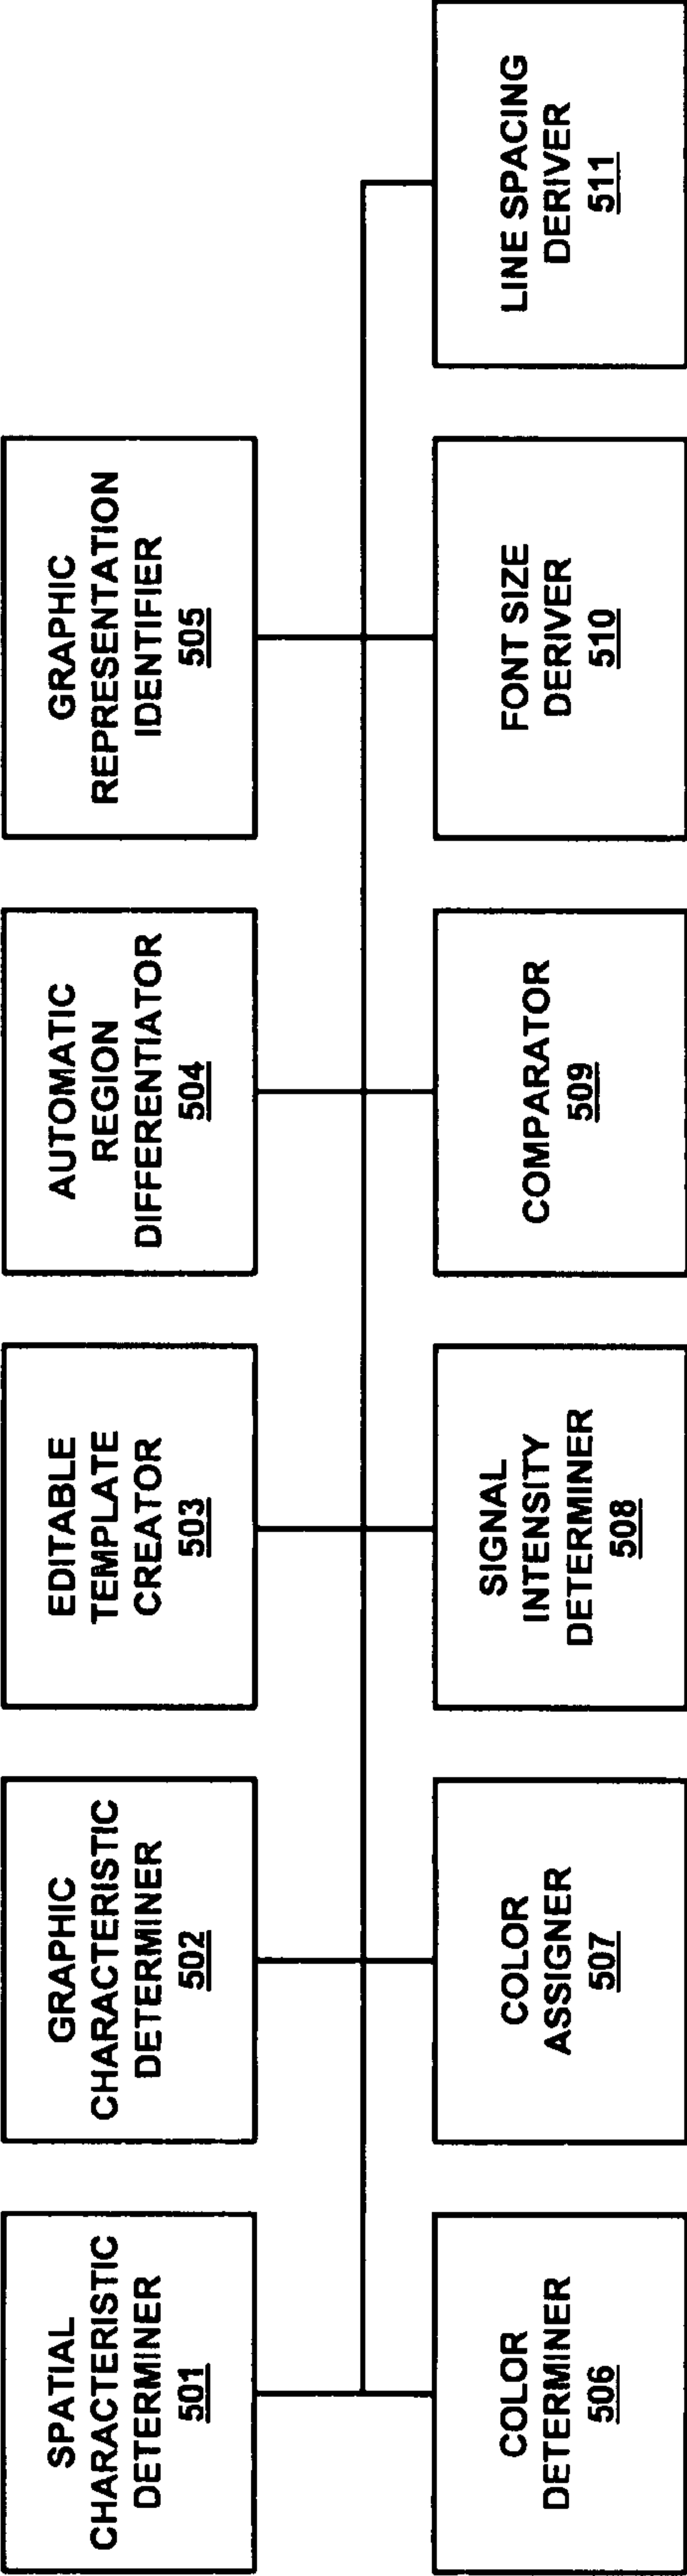 SPATIAL
CHARACTERISTIC
DETERMINER
501
GRAPHIC
CHARACTERISTIC
DETERMINER
502
EDITABLE
TEMPLATE
CREATOR
503
AUTOMATIC
REGION
DIFFERENTIATOR
504
GRAPHIC
REPRESENTATION
IDENTIFIER
505
COLOR
DETERMINER
506
COLOR
ASSIGNER
507
SIGNAL
INTENSITY
DETERMINER
508
COMPARATOR
509
FONT SIZE
DERIVER
510
LINE SPACING
DERIVER
511